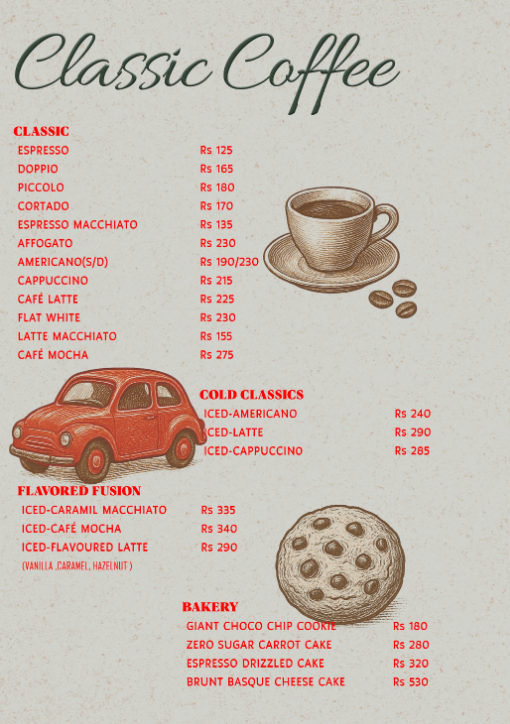 Classic Coffee
CLASSIC
ESPRESSO Rs 125
DOPPIO Rs 165
PICCOLO Rs 180
CORTADO Rs 170
ESPRESSO MACCHIATO Rs 135
AFFOGATO Rs 230
AMERICANO(S/D) Rs 190/230
CAPPUCCINO Rs 215
CAFÉ LATTE Rs 225
FLAT WHITE Rs 230
LATTE MACCHIATO Rs 155
CAFÉ MOCHA Rs 275
COLD CLASSICS
ICED-AMERICANO Rs 240
ICED-LATTE Rs 290
ICED-CAPPUCCINO Rs 285
FLAVORED FUSION
ICED-CARAMIL MACCHIATO Rs 335
ICED-CAFÉ MOCHA Rs 340
ICED-FLAVOURED LATTE Rs 290
(VANILLA ,CARAMEL, HAZELNUT )
BAKERY
GIANT CHOCO CHIP COOKIE Rs 180
ZERO SUGAR CARROT CAKE Rs 280
ESPRESSO DRIZZLED CAKE Rs 320
BRUNT BASQUE CHEESE CAKE Rs 530